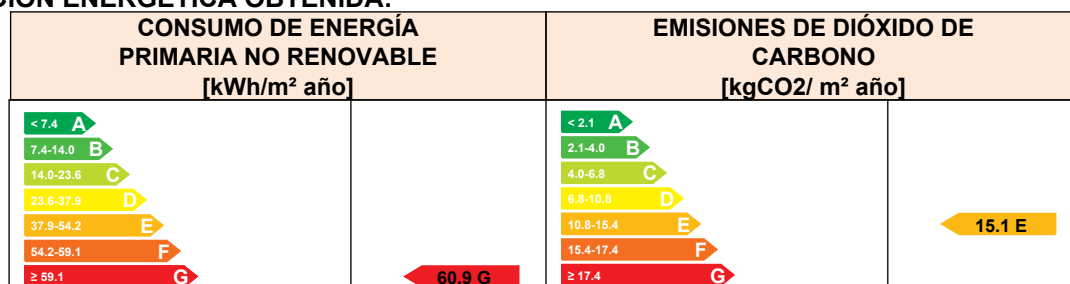 CIÓN ENERGÉTICA OBTENIDA:
CONSUMO DE ENERGÍA
PRIMARIA NO RENOVABLE
[kWh/m² año]
EMISIONES DE DIÓXIDO DE
CARBONO
[kgCO2/ m² año]
< 7.4 A
7.4-14.0 B
14.0-23.6 C
23.6-37.9 D
37.9-54.2 E
54.2-59.1 F
≥ 59.1 G
60.9 G
< 2.1 A
2.1-4.0 B
4.0-6.8 C
6.8-10.8 D
10.8-15.4 E
15.4-17.4 F
≥ 17.4 G
15.1 E